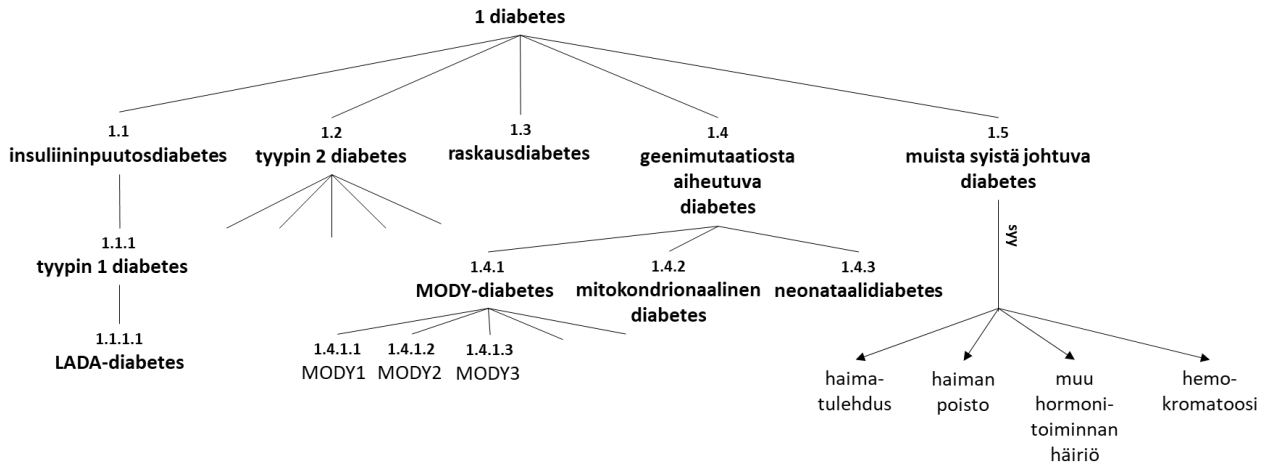 1 diabetes
1.1
insuliininpuutosdiabetes
1.2
tyypin 2 diabetes
1.3
raskausdiabetes
1.4
geenimutaatiosta
aiheutuva
diabetes
1.5
muista syistä johtuva
diabetes
syy
1.1.1
tyypin 1 diabetes
1.1.1.1
LADA-diabetes
1.4.1
MODY-diabetes
1.4.2
mitokondrionaalinen
diabetes
1.4.3
neonataalidiabetes
1.4.1.1
MODY1
1.4.1.2
MODY2
1.4.1.3
MODY3
haima-
tulehdus
haiman
poisto
muu
hormoni-
toiminnan
häiriö
hemo-
kromatoosi